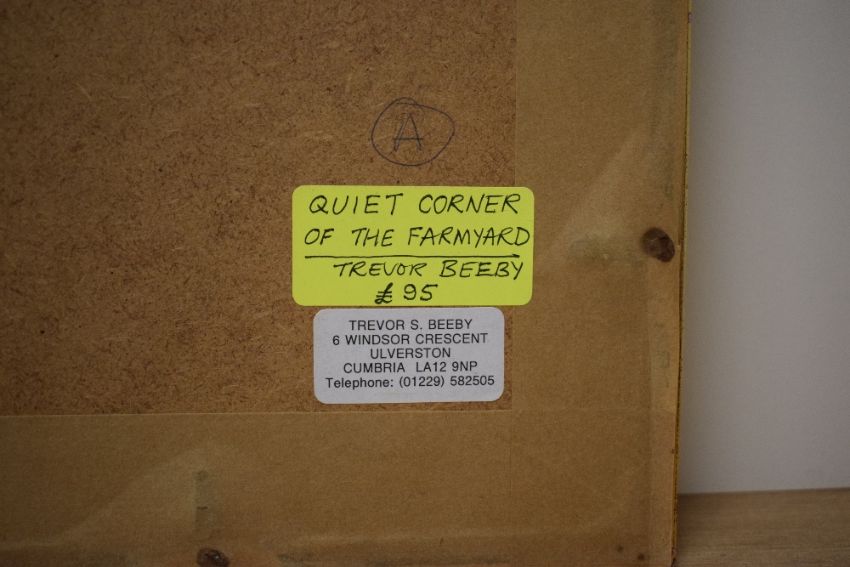 A
QUIET CORNER
OF THE FARMYARD
TREVOR BEEBY
£95
TREVOR S. BEEBY
6 WINDSOR CRESCENT
ULVERSTON
CUMBRIA LA12 9NP
Telephone: (01229) 582505